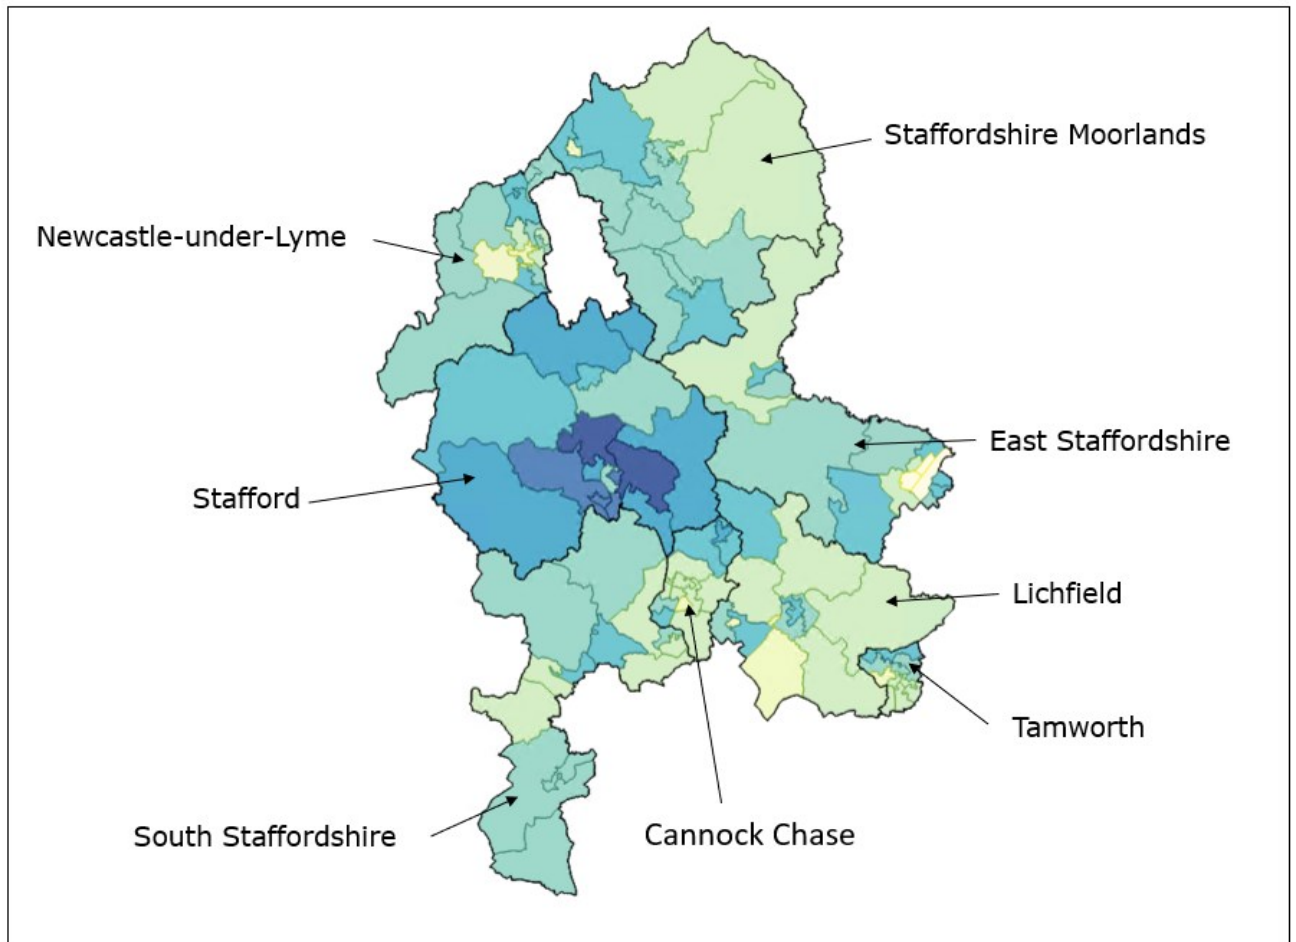 Staffordshire Moorlands
Newcastle-under-Lyme
East Staffordshire
Stafford
Lichfield
Tamworth
South Staffordshire
Cannock Chase